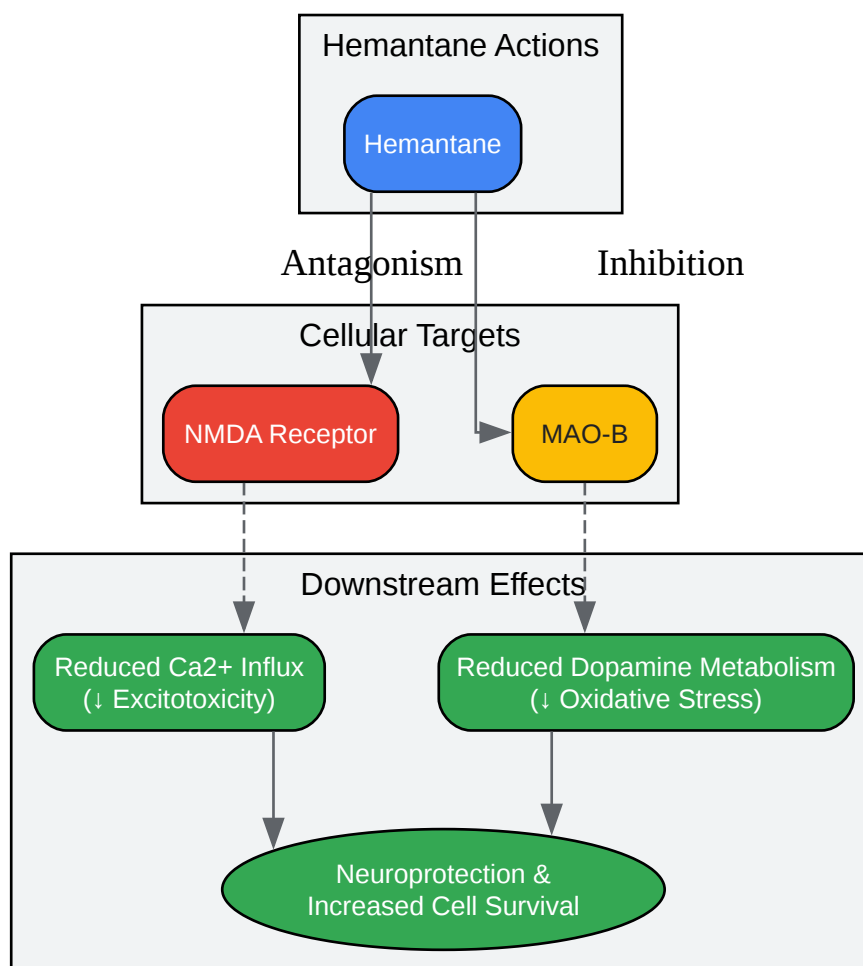 Hemantane Actions
Hemantane
Antagonism
Inhibition
Cellular Targets
NMDA Receptor
MAO-B
Downstream Effects
Reduced Ca2+ Influx
(↓ Excitotoxicity)
Reduced Dopamine Metabolism
(↓ Oxidative Stress)
Neuroprotection &
Increased Cell Survival